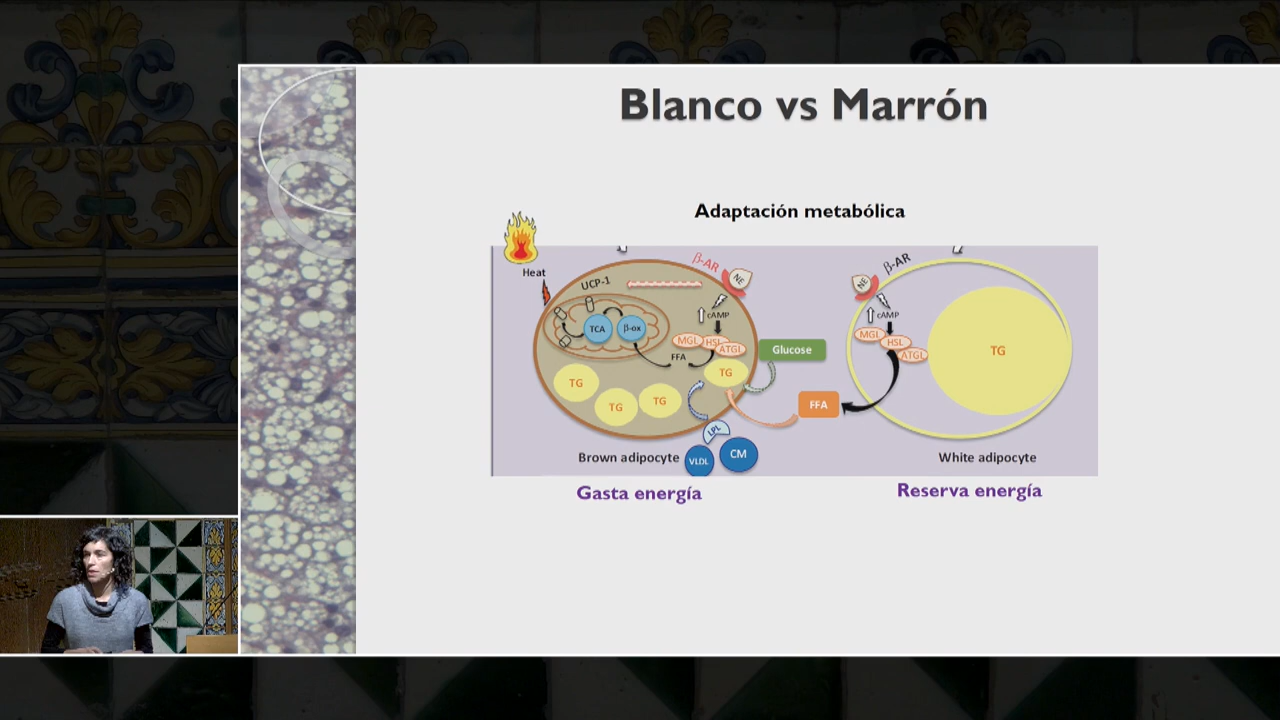 Blanco vs Marrón
Adaptación metabólica
Heat
UCP-1
TCA
β-ox
β-AR
NE
cAMP
MGL
HSL
ATGL
FFA
TG
TG
TG
TG
Glucose
LPL
VLDL
CM
FFA
Brown adipocyte
NE
β-AR
cAMP
MGL
HSL
ATGL
TG
White adipocyte
Gasta energía
Reserva energía